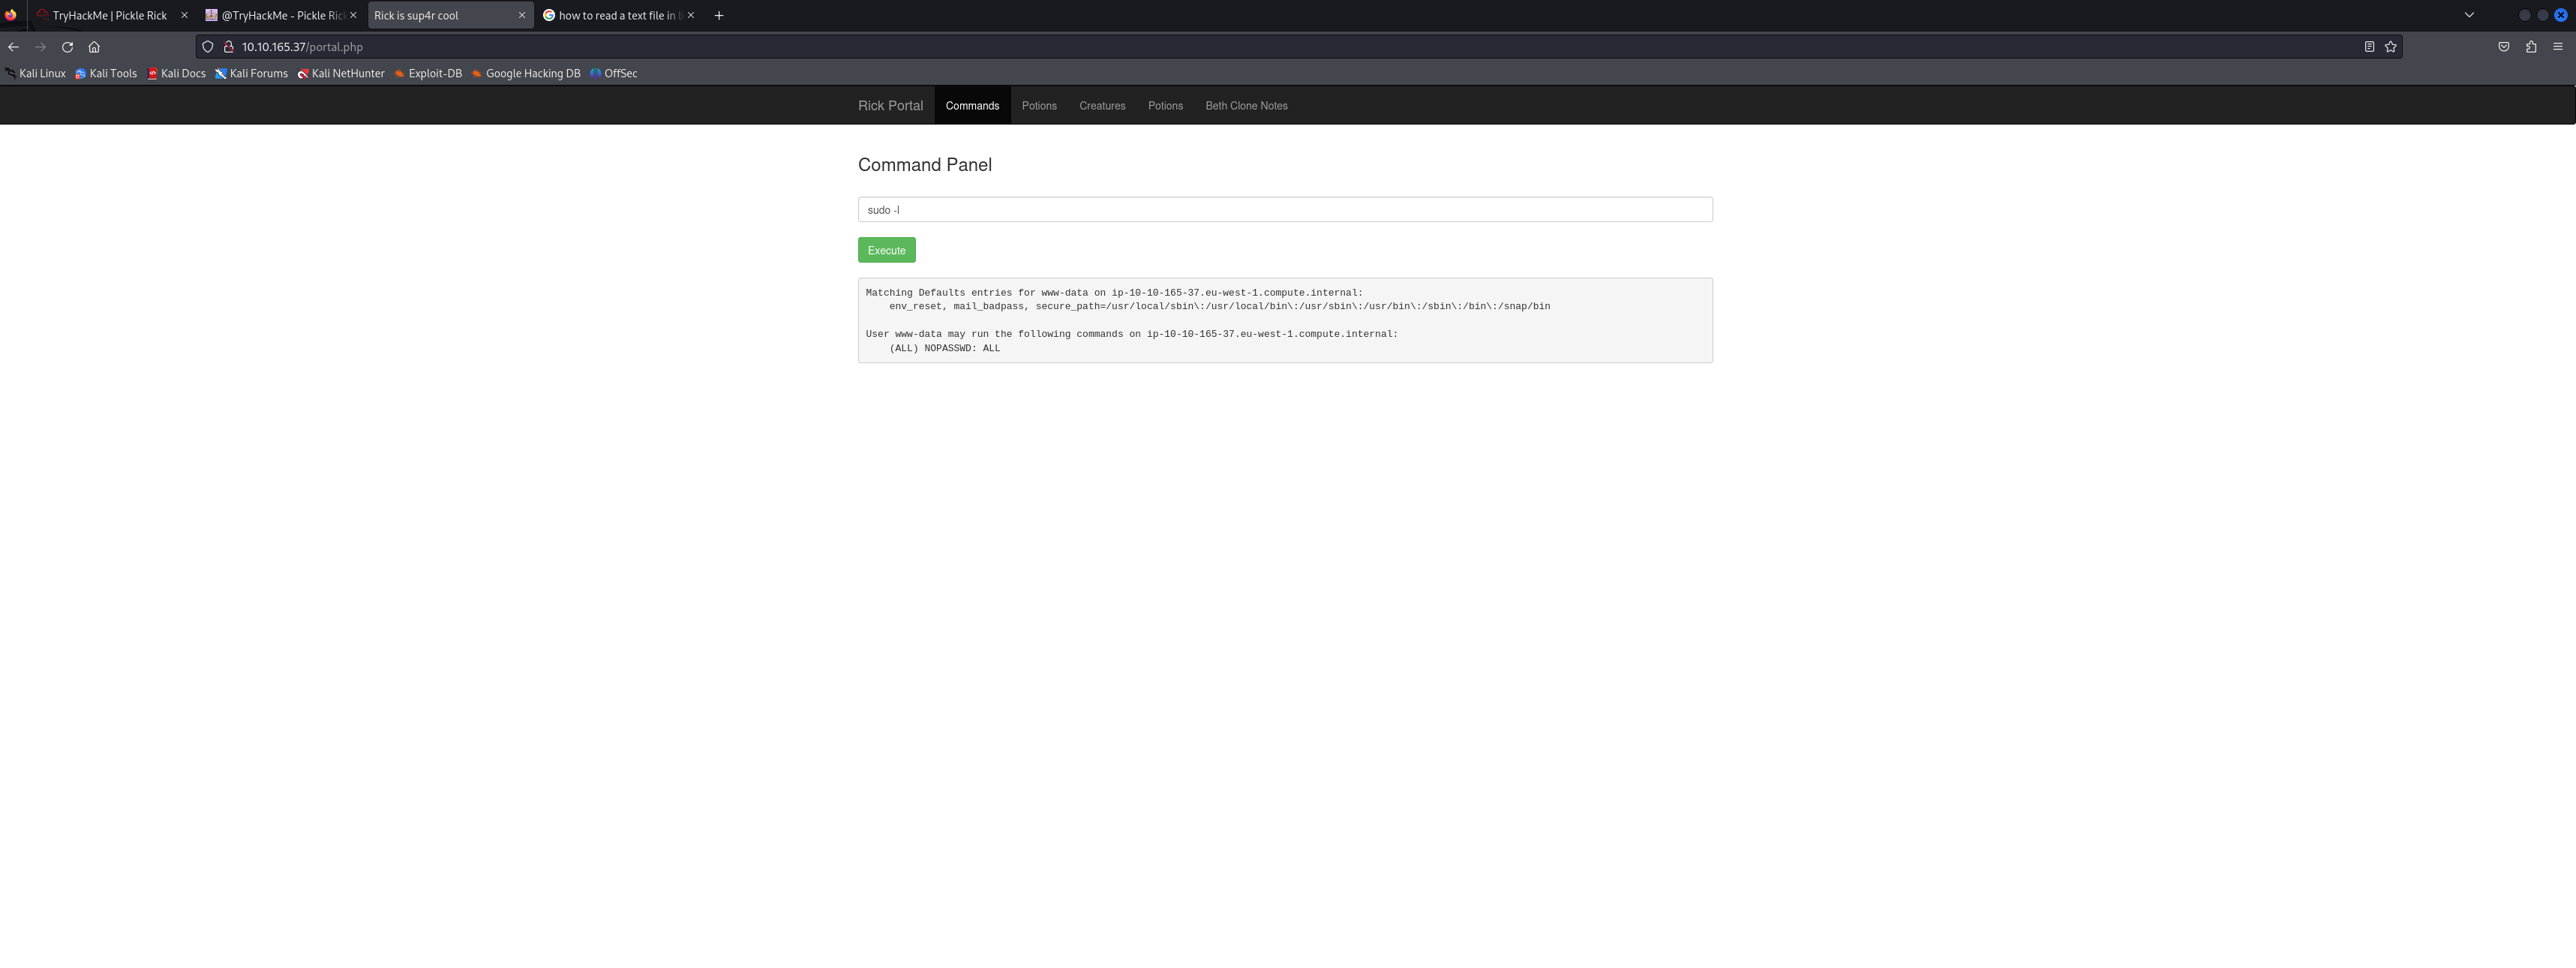 TryHackMe | Pickle Rick
@TryHackMe - Pickle Rick
Rick is sup4r cool
how to read a text file in li
10.10.165.37/portal.php
Kali Linux Kali Tools Kali Docs Kali Forums Kali NetHunter Exploit-DB Google Hacking DB OffSec
Rick Portal Commands Potions Creatures Potions Beth Clone Notes
Command Panel
sudo -l
Execute
Matching Defaults entries for www-data on ip-10-10-165-37.eu-west-1.compute.internal:
env_reset, mail_badpass, secure_path=/usr/local/sbin\:/usr/local/bin\:/usr/sbin\:/usr/bin\:/sbin\:/bin\:/snap/bin
User www-data may run the following commands on ip-10-10-165-37.eu-west-1.compute.internal:
(ALL) NOPASSWD: ALL